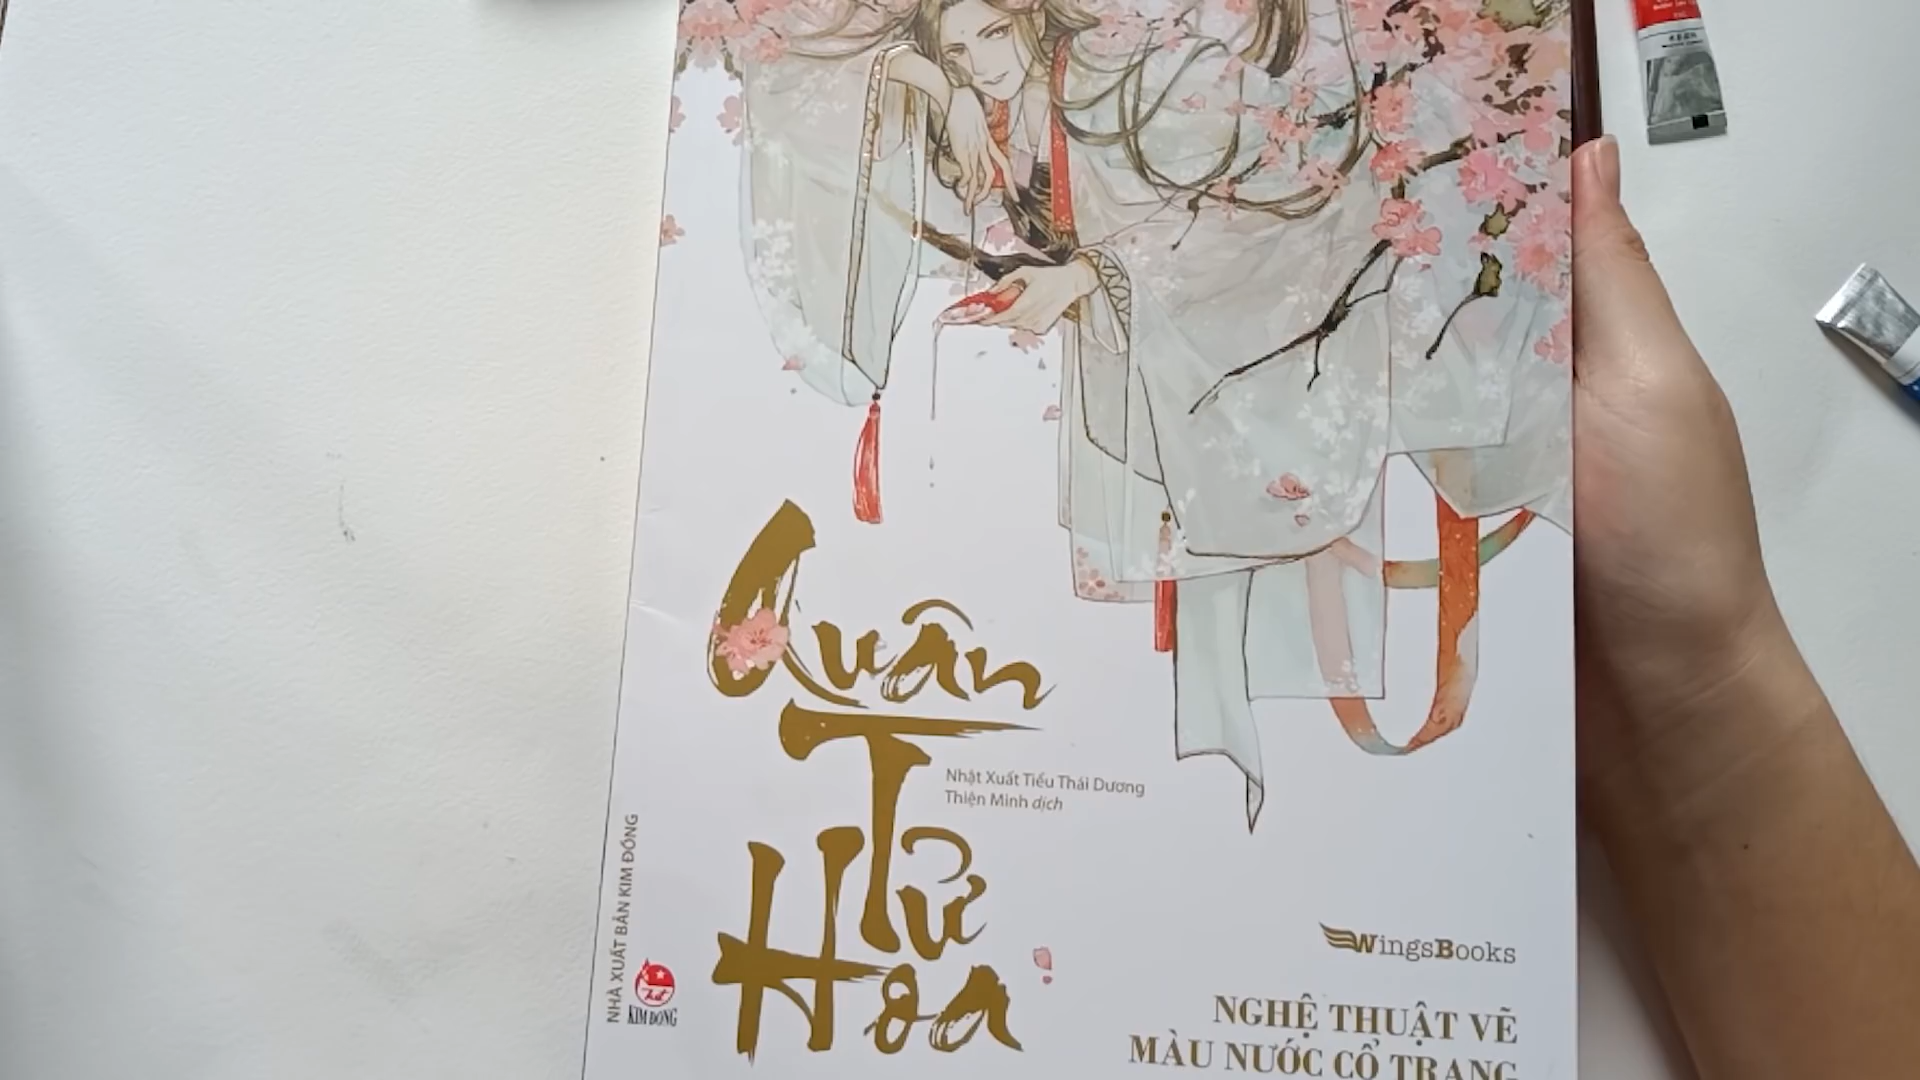 Quân
Tử
Hoa
Nhật Xuất Tiểu Thái Dương
Thiện Minh dịch
NHÀ XUẤT BẢN KIM ĐỒNG
KIM ĐỒNG
WingsBooks
NGHỆ THUẬT VẼ
MÀU NƯỚC CỔ TRANG